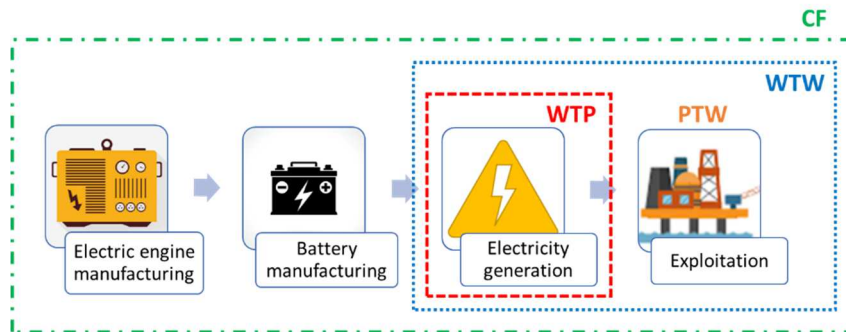 CF
WTW
WTP
PTW
Electric engine
manufacturing
Battery
manufacturing
Electricity
generation
Exploitation